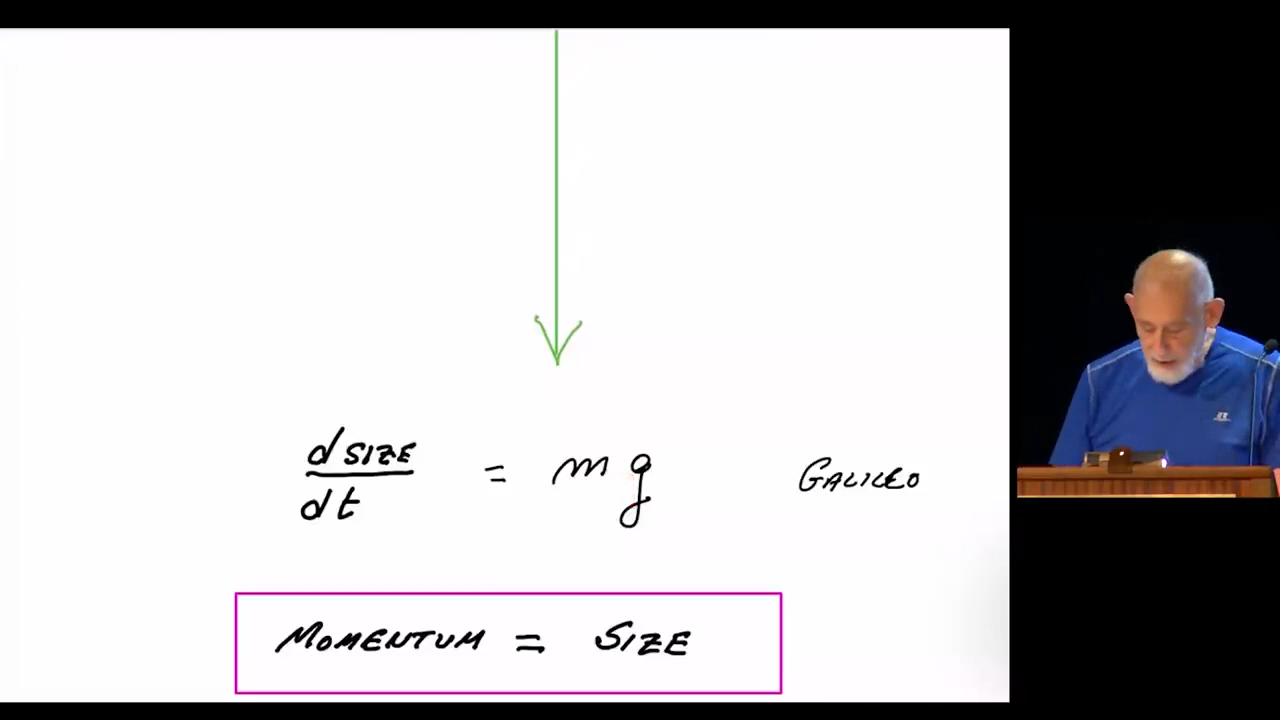 d SIZE
dt
= m g
GALILEO
MOMENTUM = SIZE